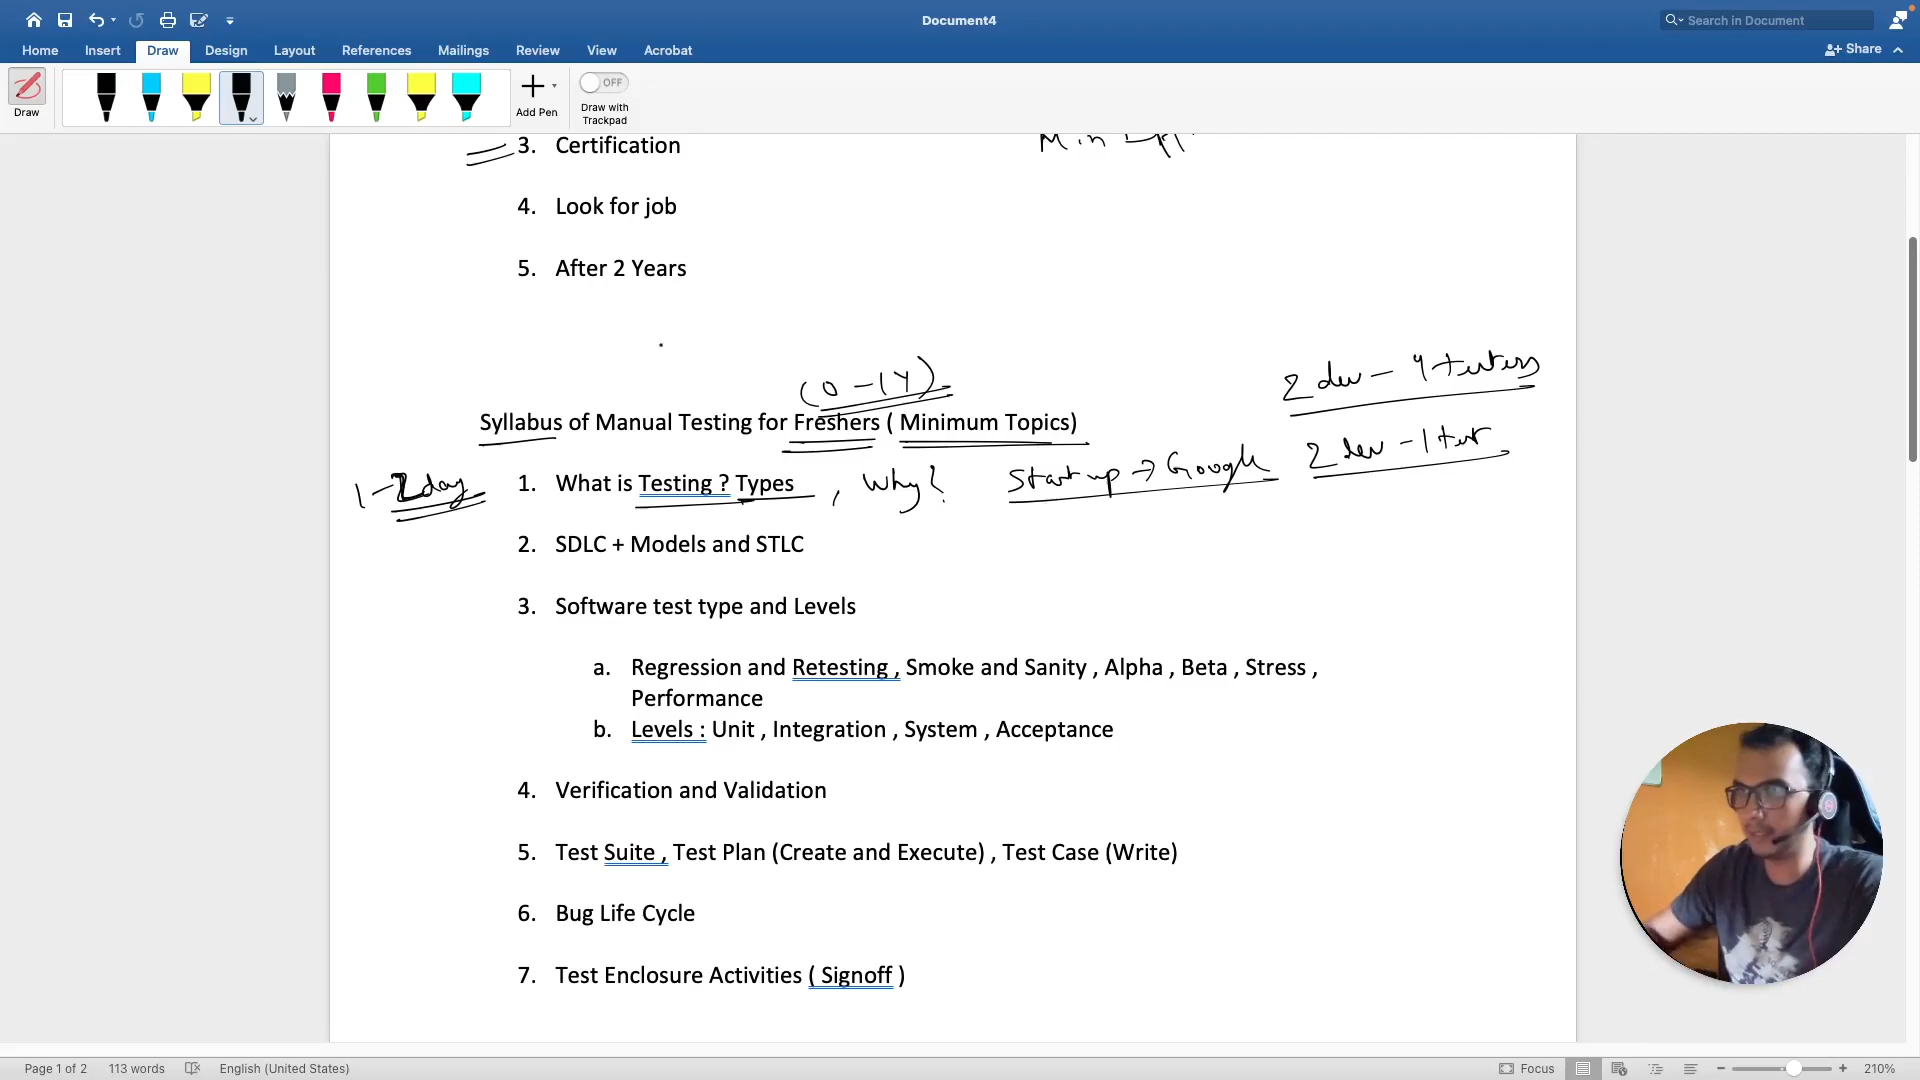 Document4
Search in Document
Home Insert Draw Design Layout References Mailings Review View Acrobat
Share
Draw
Add Pen
OFF
Draw with
Trackpad
3. Certification
Min
4. Look for job
5. After 2 Years
(0-1Y)
2 dev - 4 testers
Syllabus of Manual Testing for Freshers ( Minimum Topics)
2 dev - 1 test
1-2day 1. What is Testing ? Types , Why? Start up → Google
2. SDLC + Models and STLC
3. Software test type and Levels
a. Regression and Retesting , Smoke and Sanity , Alpha , Beta , Stress ,
Performance
b. Levels : Unit , Integration , System , Acceptance
4. Verification and Validation
5. Test Suite , Test Plan (Create and Execute) , Test Case (Write)
6. Bug Life Cycle
7. Test Enclosure Activities ( Signoff )
Page 1 of 2 113 words English (United States) Focus 210%